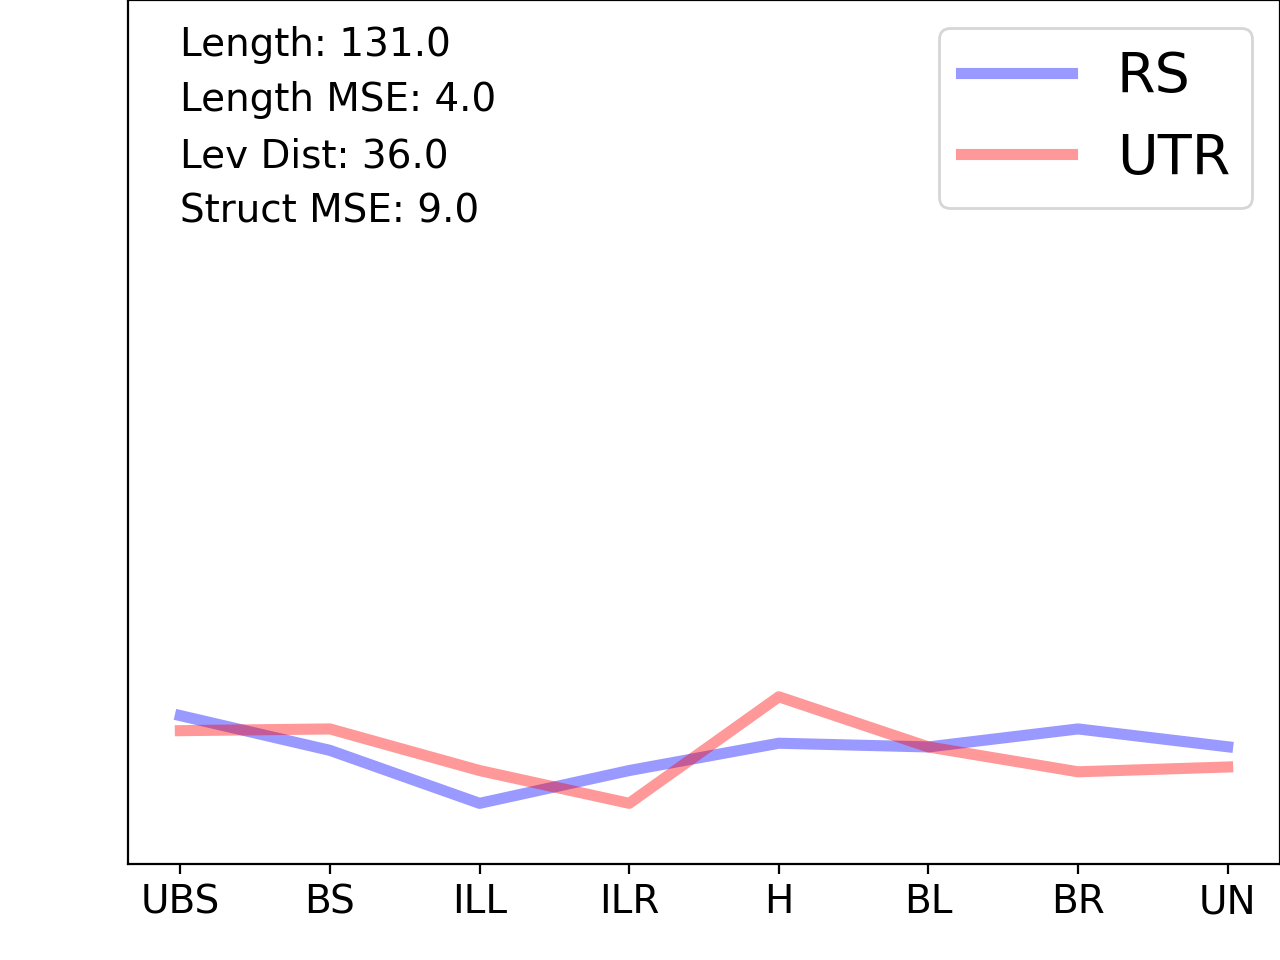 Length: 131.0
Length MSE: 4.0
Lev Dist: 36.0
Struct MSE: 9.0
RS
UTR
UBS BS ILL ILR H BL BR UN